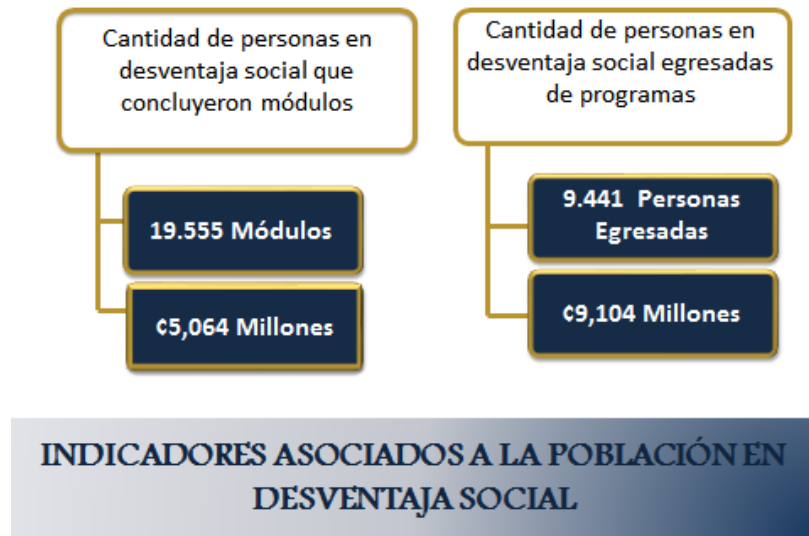 Cantidad de personas en
desventaja social que
concluyeron módulos
19.555 Módulos
¢5,064 Millones
Cantidad de personas en
desventaja social egresadas
de programas
9.441 Personas
Egresadas
¢9,104 Millones
INDICADORES ASOCIADOS A LA POBLACIÓN EN
DESVENTAJA SOCIAL